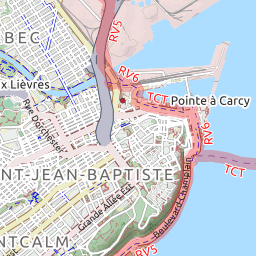 RV5
BEC
RV6
TCT
x Lièvres
Pointe à Carcy
Rue Dorchester
RV6
TCT
NT-JEAN-BAPTISTE
Grande Allée Est
Boulevard Champlain
NTCALM
RV5